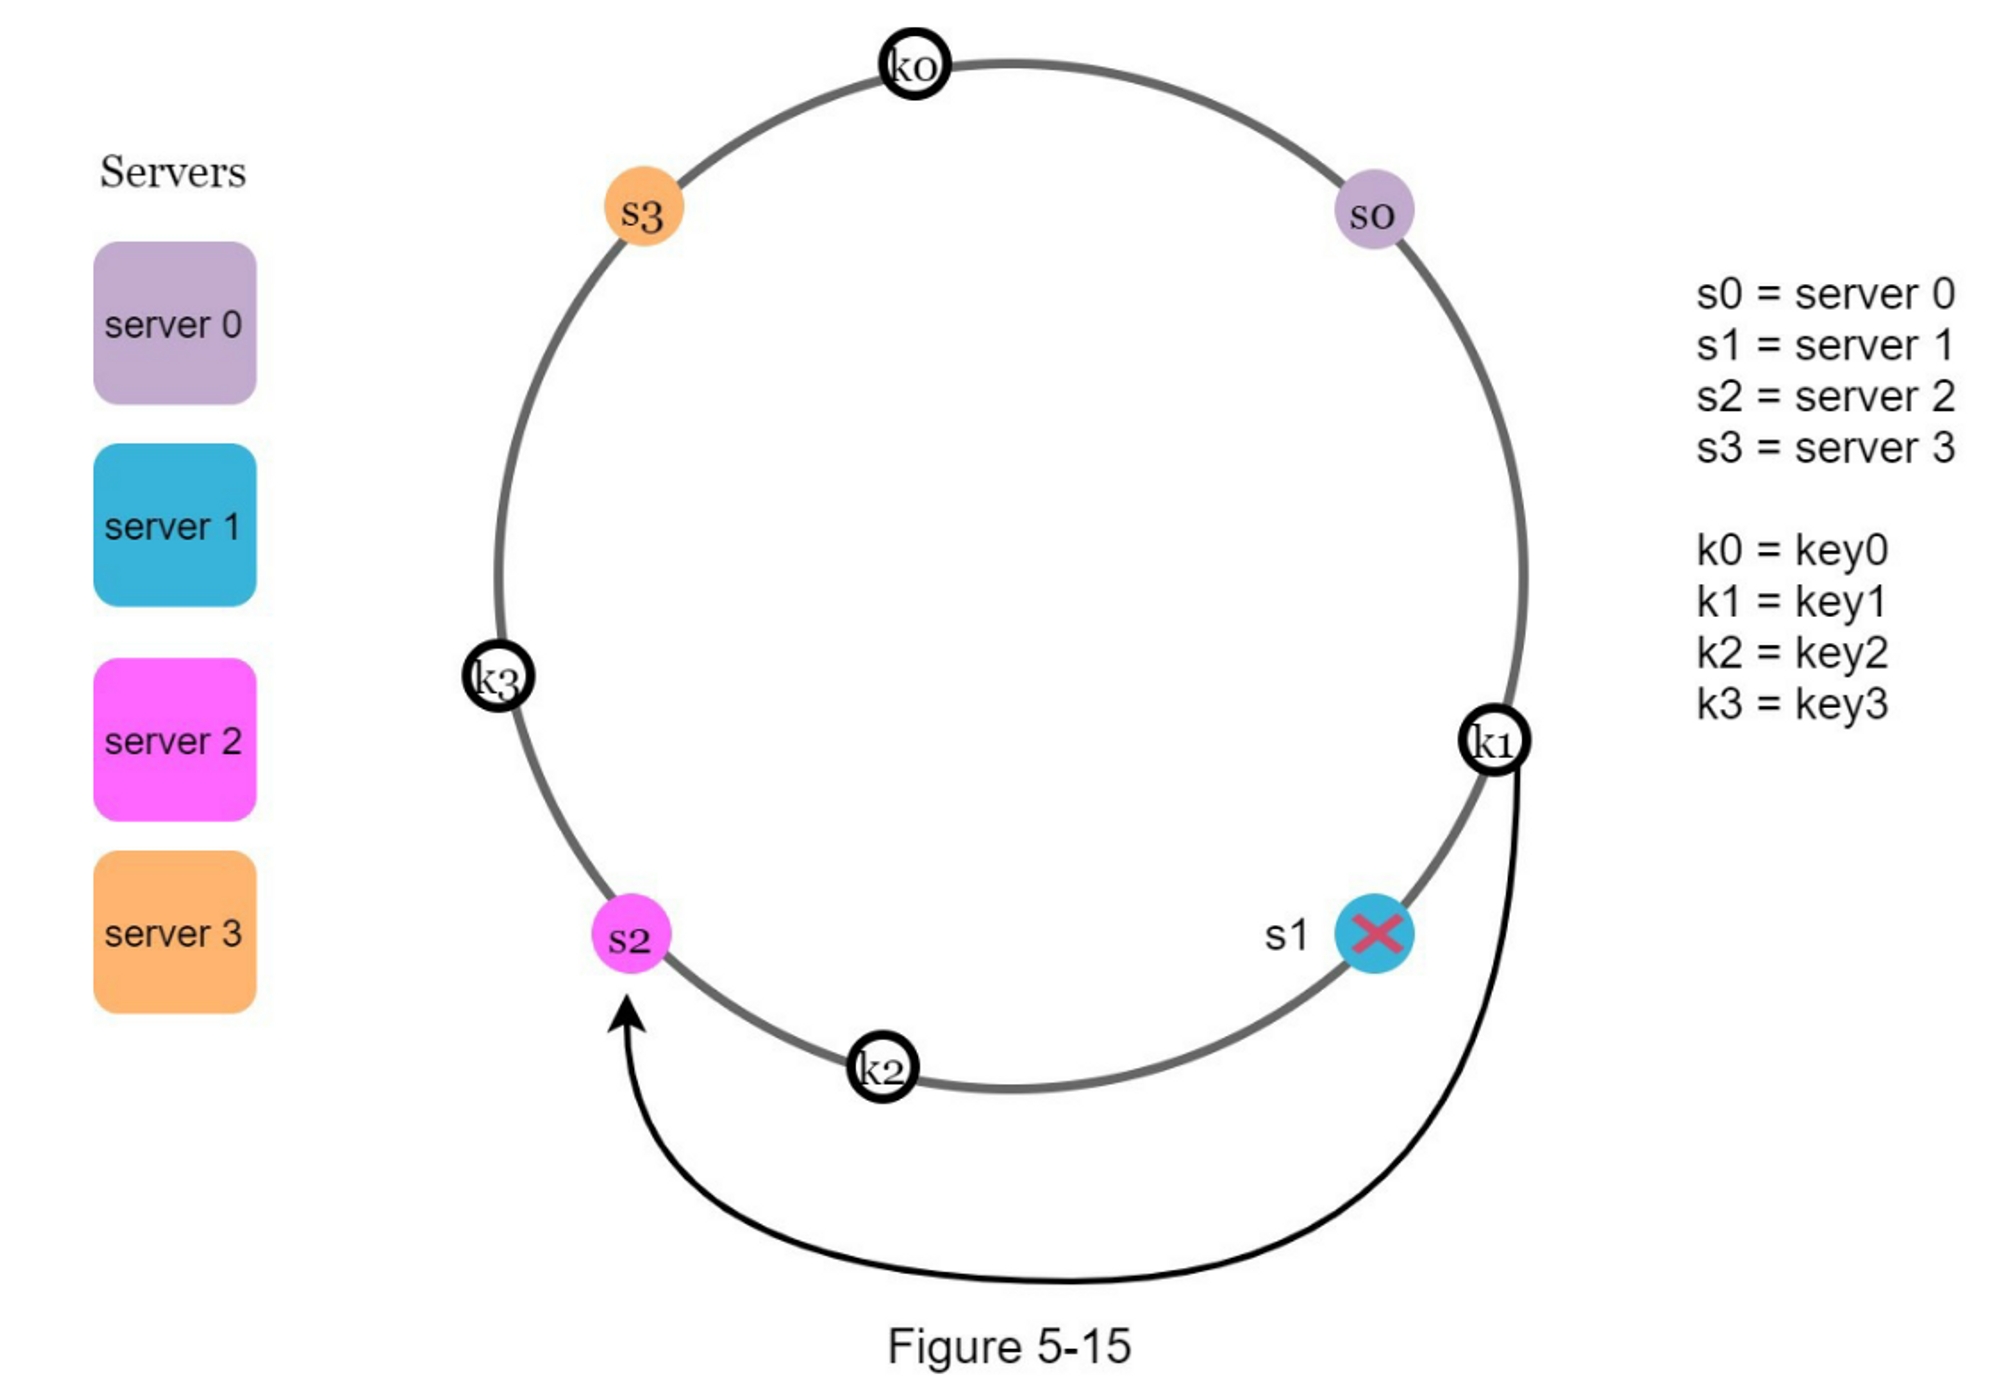 k0
Servers
s3
s0
server 0
s0 = server 0
s1 = server 1
s2 = server 2
s3 = server 3
server 1
k0 = key0
k1 = key1
k2 = key2
k3 = key3
k3
k1
server 2
server 3
s2
s1
k2
Figure 5-15